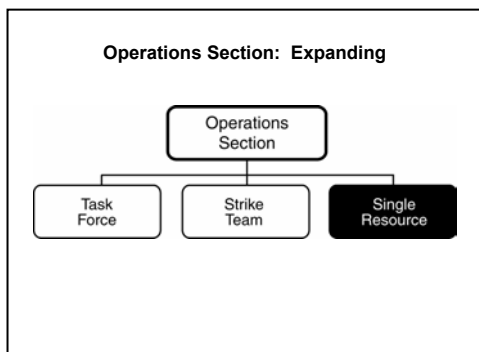 Operations Section:  Expanding
Operations
Section
Task
Force
Strike
Team
Single
Resource